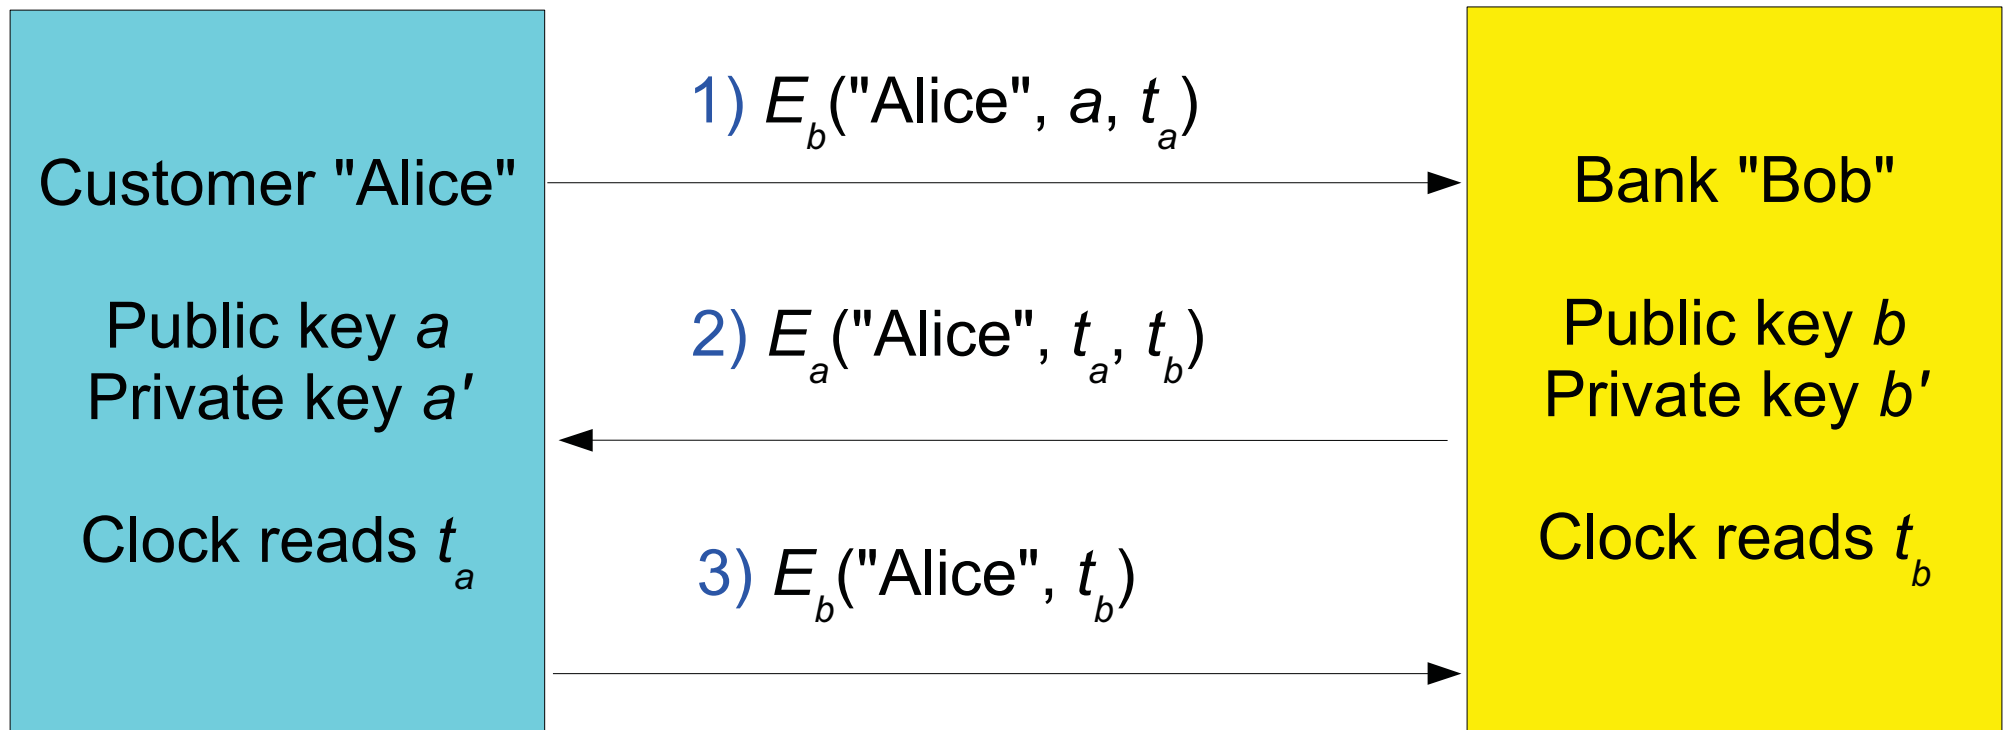 Customer "Alice"
Public key a
Private key a'
Clock reads t_a
1) E_b("Alice", a, t_a)
2) E_a("Alice", t_a, t_b)
3) E_b("Alice", t_b)
Bank "Bob"
Public key b
Private key b'
Clock reads t_b